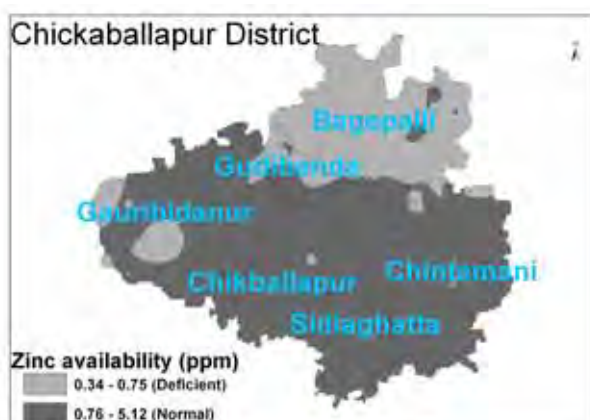 Chickaballapur District
Bagepalli
Gudibanda
Gauribidanur
Chikballapur
Chintamani
Sidlaghatta
Zinc availability (ppm)
0.34 - 0.75 (Deficient)
0.76 - 5.12 (Normal)